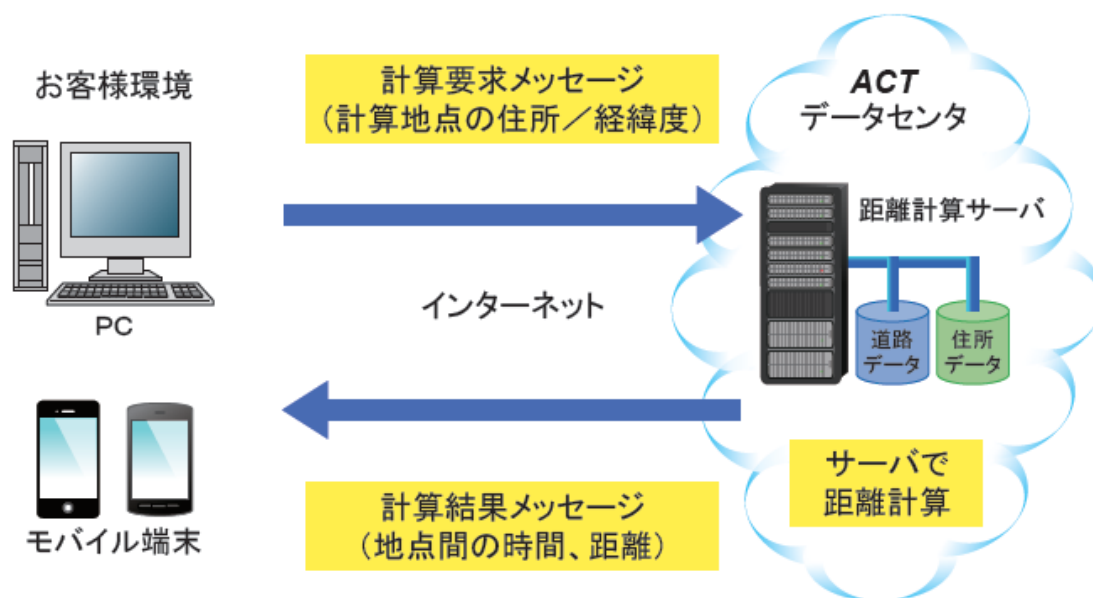 お客様環境
PC
モバイル端末
計算要求メッセージ
（計算地点の住所／経緯度）
インターネット
計算結果メッセージ
（地点間の時間、距離）
ACT
データセンタ
距離計算サーバ
道路
データ
住所
データ
サーバで
距離計算